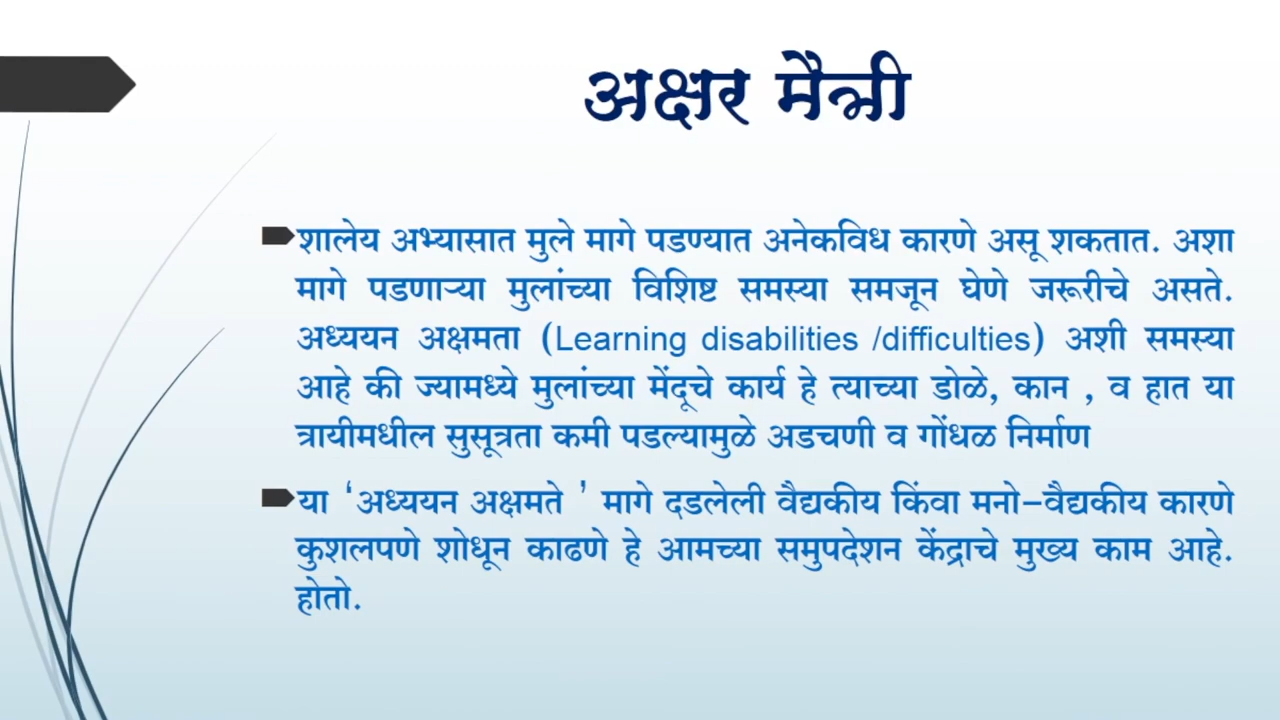 अक्षर मैत्री
शालेय अभ्यासात मुले मागे पडण्यात अनेकविध कारणे असू शकतात. अशा
मागे पडणाऱ्या मुलांच्या विशिष्ट समस्या समजून घेणे जरूरीचे असते.
अध्ययन अक्षमता (Learning disabilities /difficulties) अशी समस्या
आहे की ज्यामध्ये मुलांच्या मेंदूचे कार्य हे त्याच्या डोळे, कान , व हात या
त्रायीमधील सुसूत्रता कमी पडल्यामुळे अडचणी व गोंधळ निर्माण
या ‘अध्ययन अक्षमते ’ मागे दडलेली वैद्यकीय किंवा मनो–वैद्यकीय कारणे
कुशलपणे शोधून काढणे हे आमच्या समुपदेशन केंद्राचे मुख्य काम आहे.
होतो.